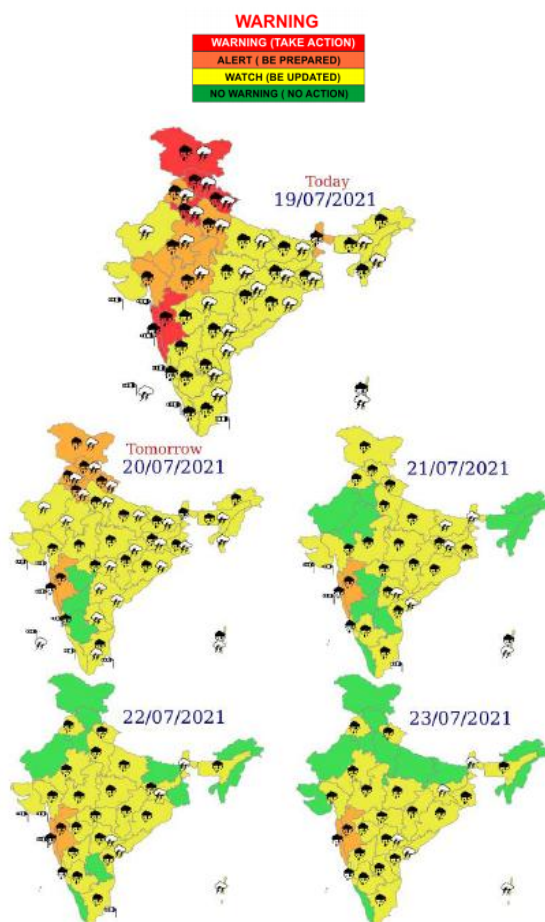 WARNING
WARNING (TAKE ACTION)
ALERT ( BE PREPARED)
WATCH (BE UPDATED)
NO WARNING ( NO ACTION)
Today
19/07/2021
Tomorrow
20/07/2021
21/07/2021
22/07/2021
23/07/2021